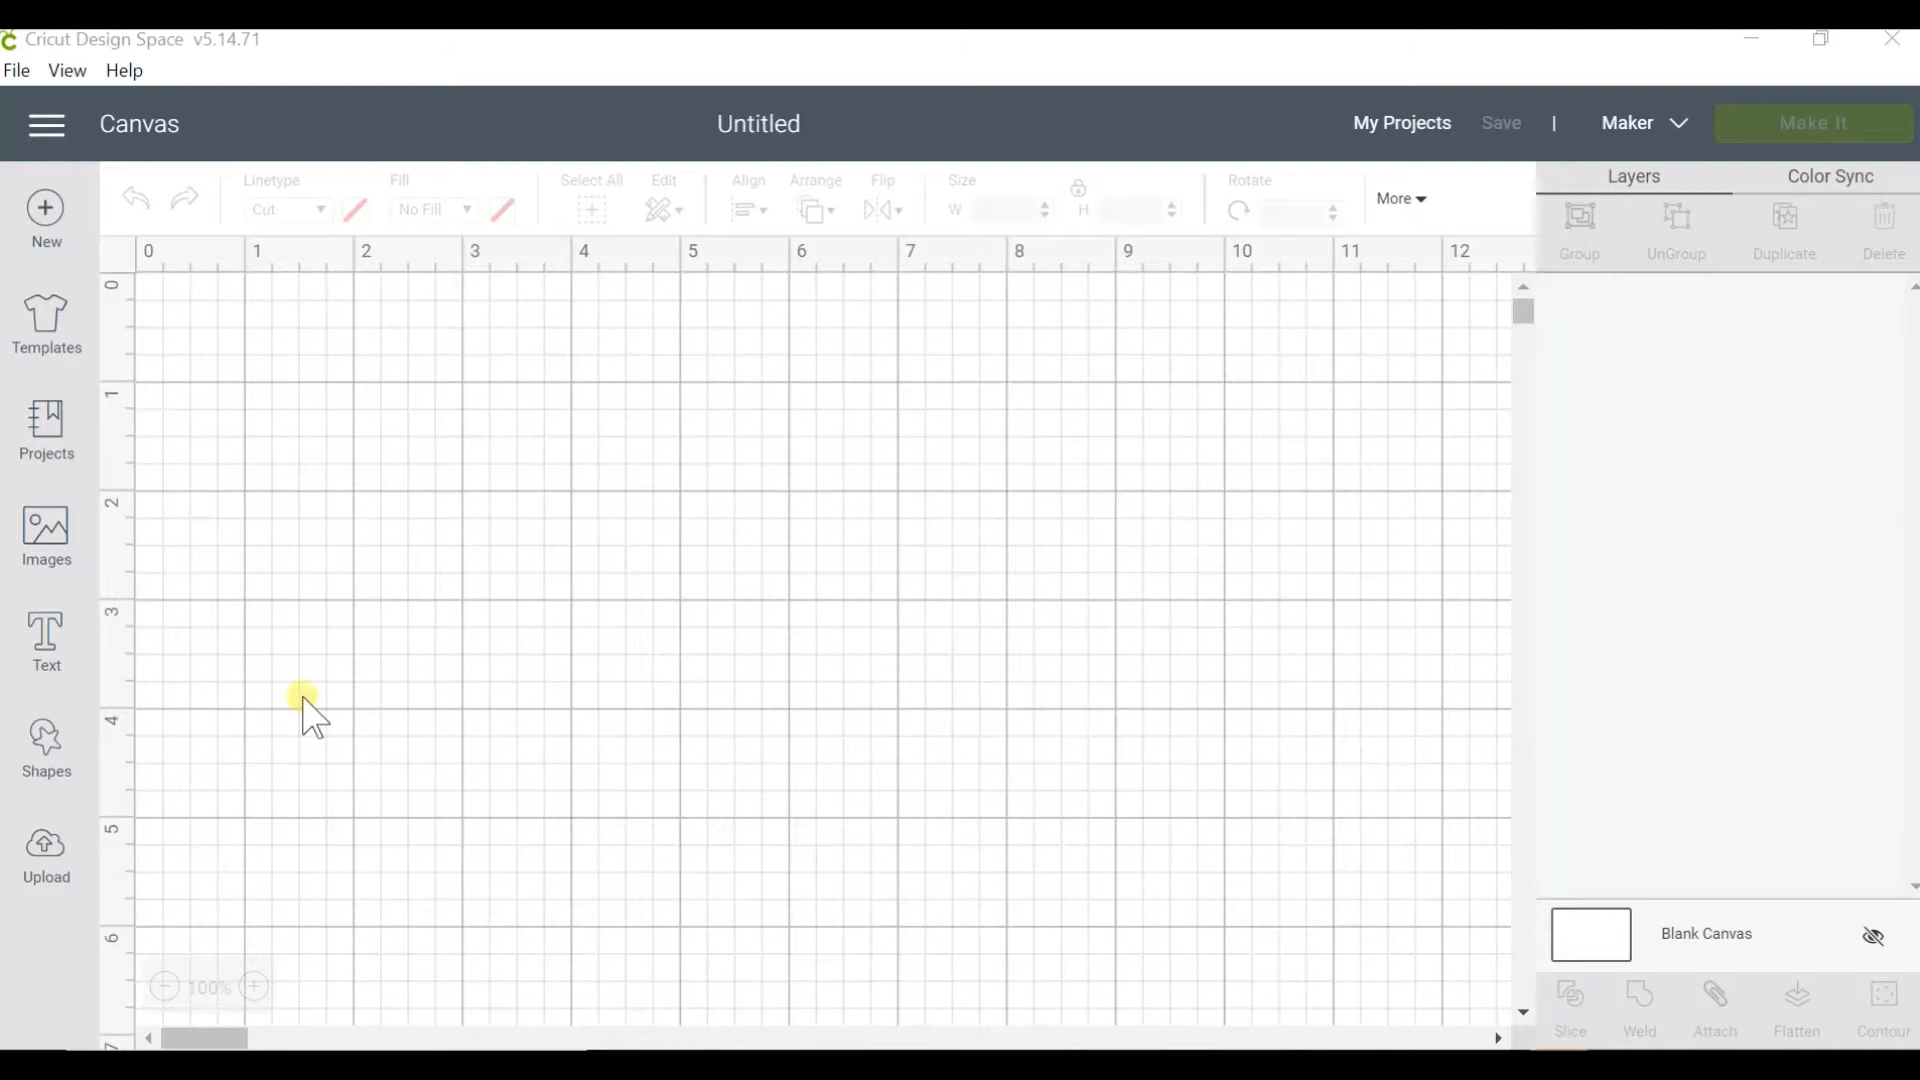 Cricut Design Space v5.14.71
File View Help
Canvas Untitled My Projects Save | Maker Make It
New
Templates
Projects
Images
Text
Shapes
Upload
Linetype Fill Select All Edit Align Arrange Flip Size Rotate
Cut No Fill W H More
0 1 2 3 4 5 6 7 8 9 10 11 12
0
1
2
3
4
5
6
7
100%
Layers Color Sync
Group UnGroup Duplicate Delete
Blank Canvas
Slice Weld Attach Flatten Contour